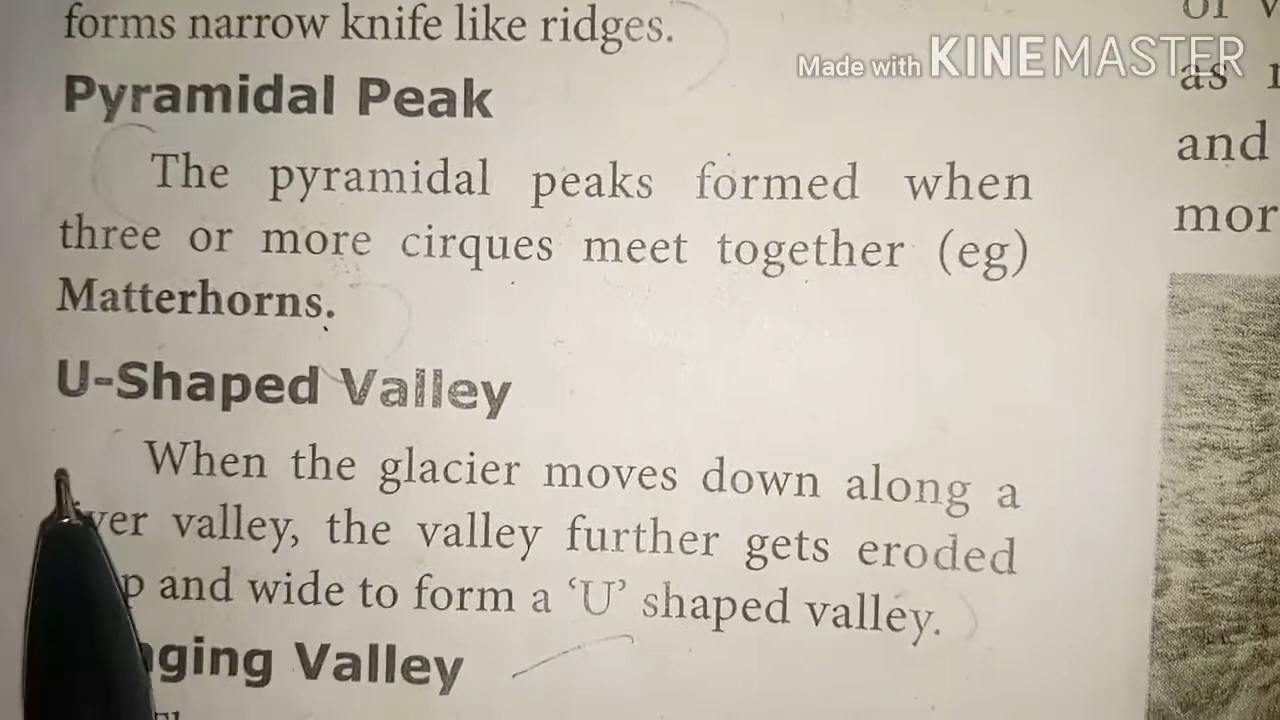 forms narrow knife like ridges.
Made with KINEMASTER
Pyramidal Peak
The pyramidal peaks formed when
three or more cirques meet together (eg)
Matterhorns.
U-Shaped Valley
When the glacier moves down along a
valley, the valley further gets eroded
and wide to form a ‘U’ shaped valley.
Valley
as
and
mor